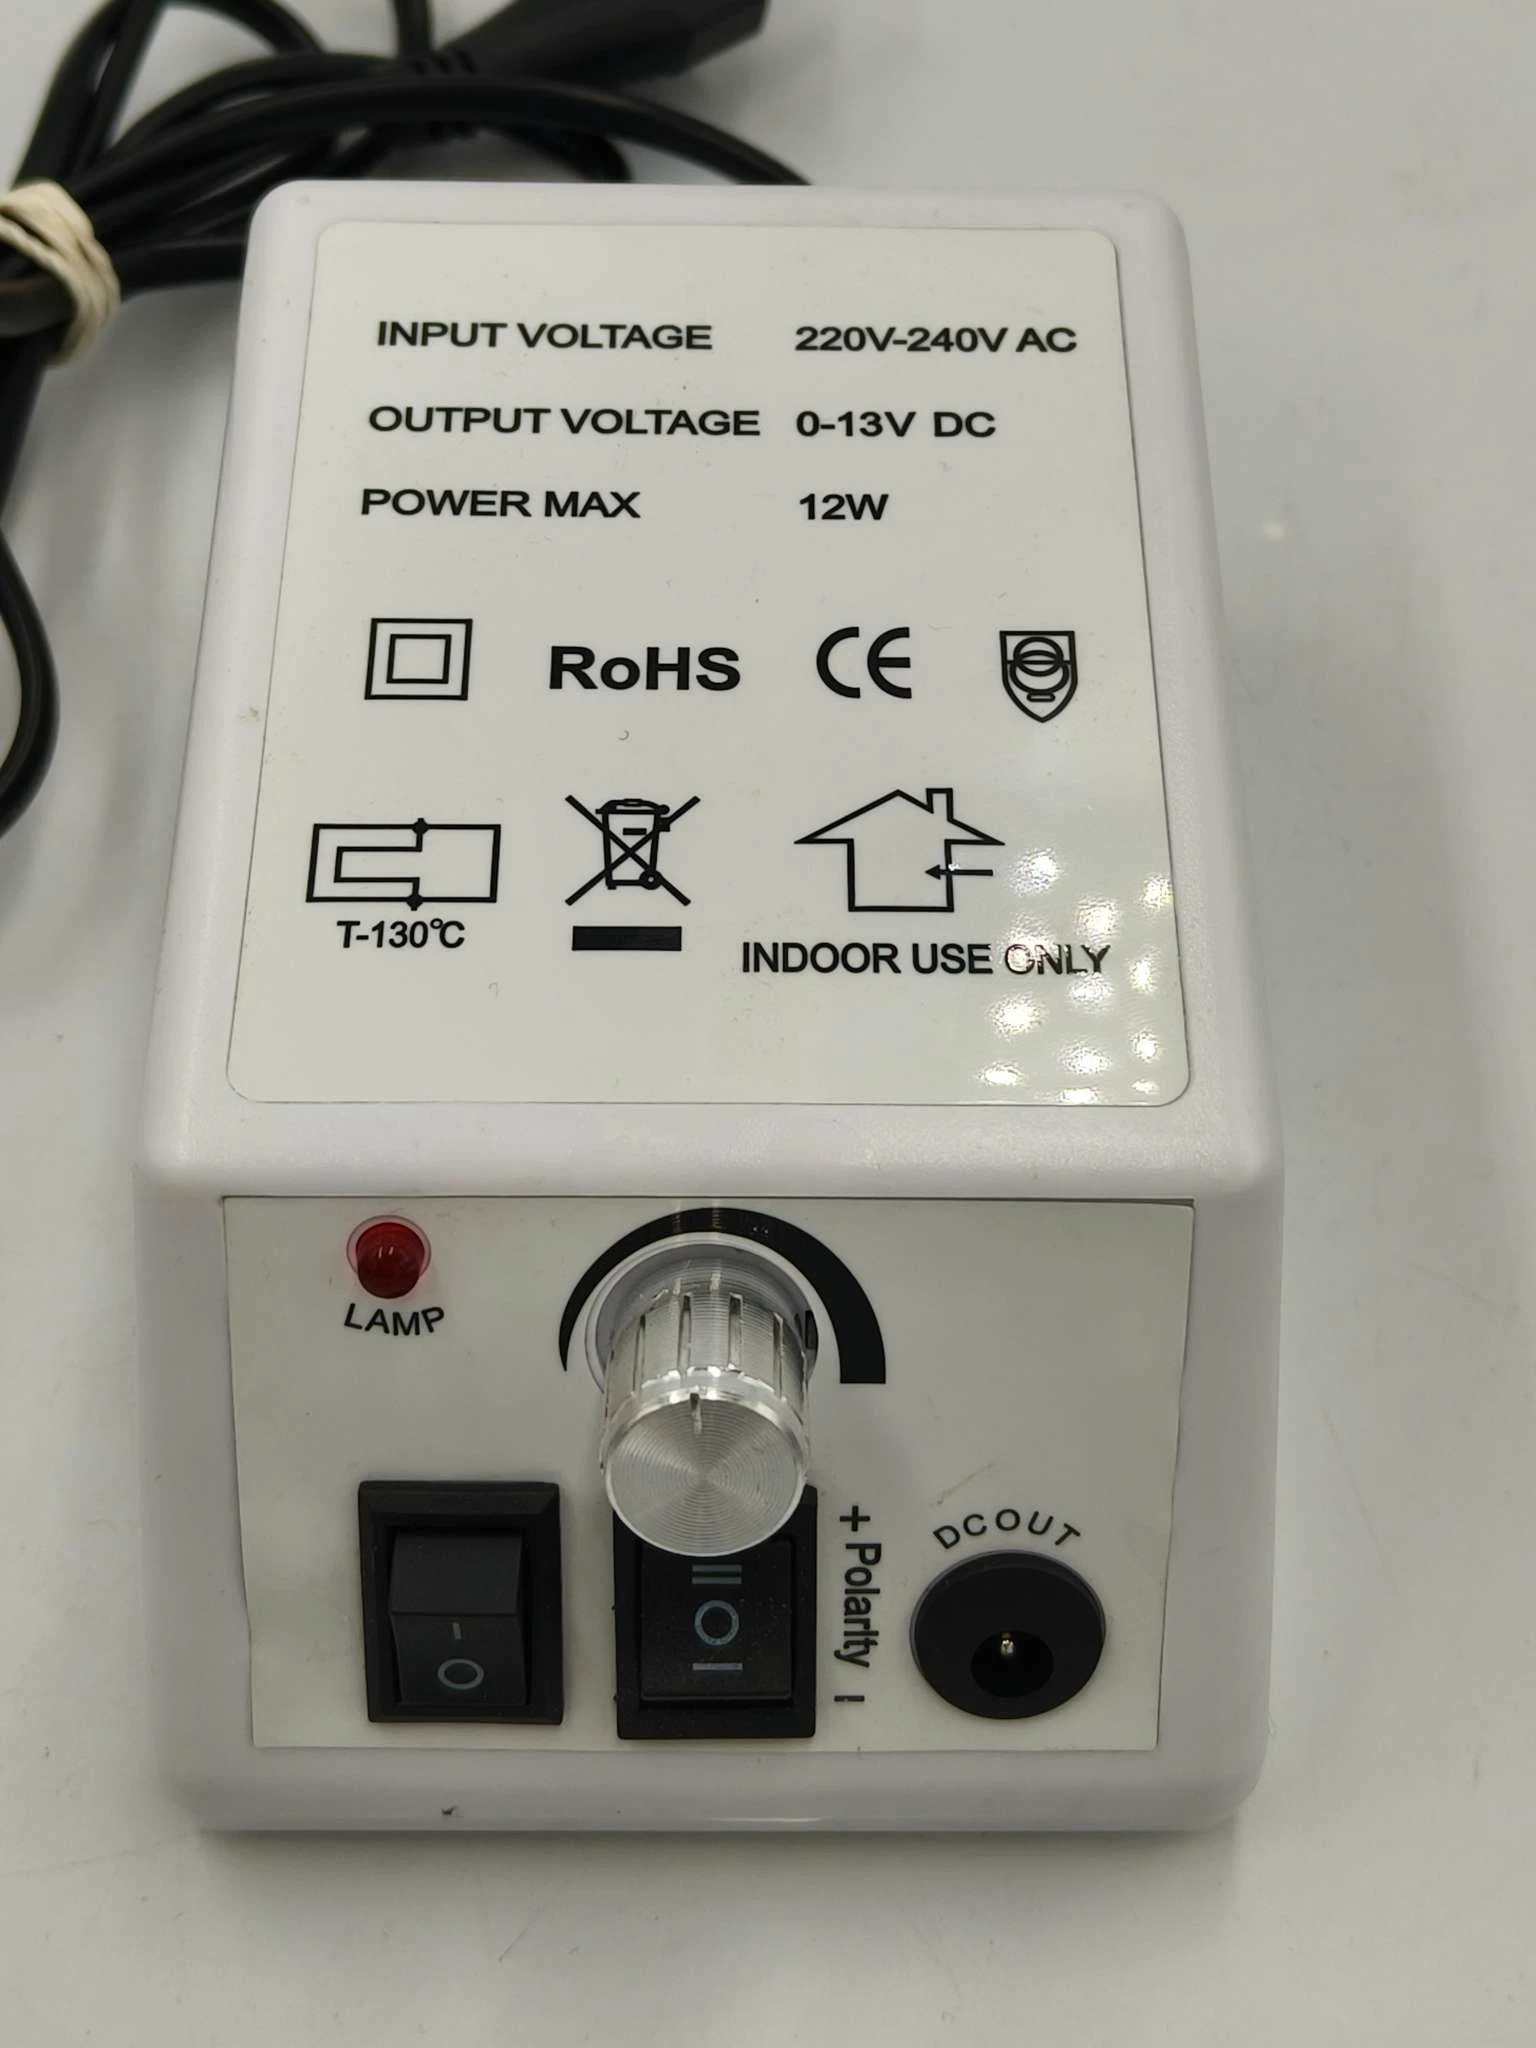 INPUT VOLTAGE 220V-240V AC
OUTPUT VOLTAGE 0-13V DC
POWER MAX 12W
RoHS CE
T-130℃
INDOOR USE ONLY
LAMP
DC OUT
+ Polarity -
- O
I O II